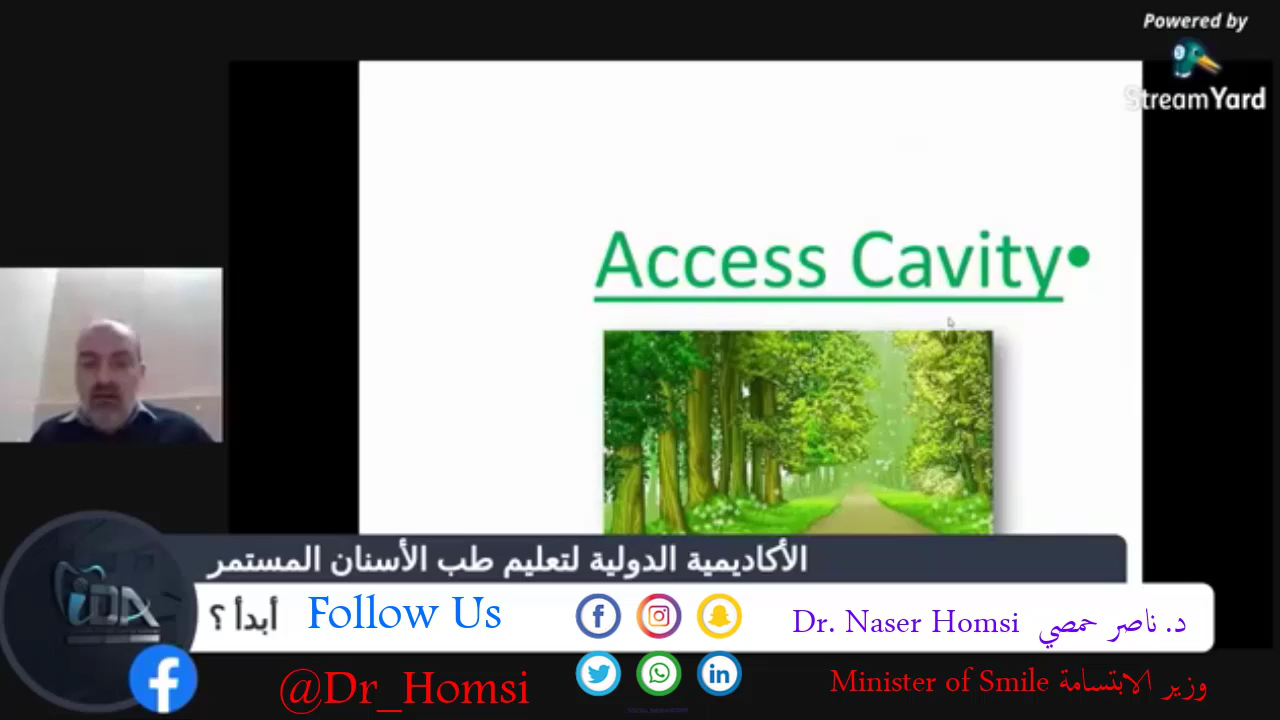 Powered by
StreamYard
Access Cavity•
الأكاديمية الدولية لتعليم طب الأسنان المستمر
أبدأ ؟
Follow Us
Dr. Naser Homsi د. ناصر حمصي
iDA
@Dr_Homsi
Minister of Smile وزير الابتسامة